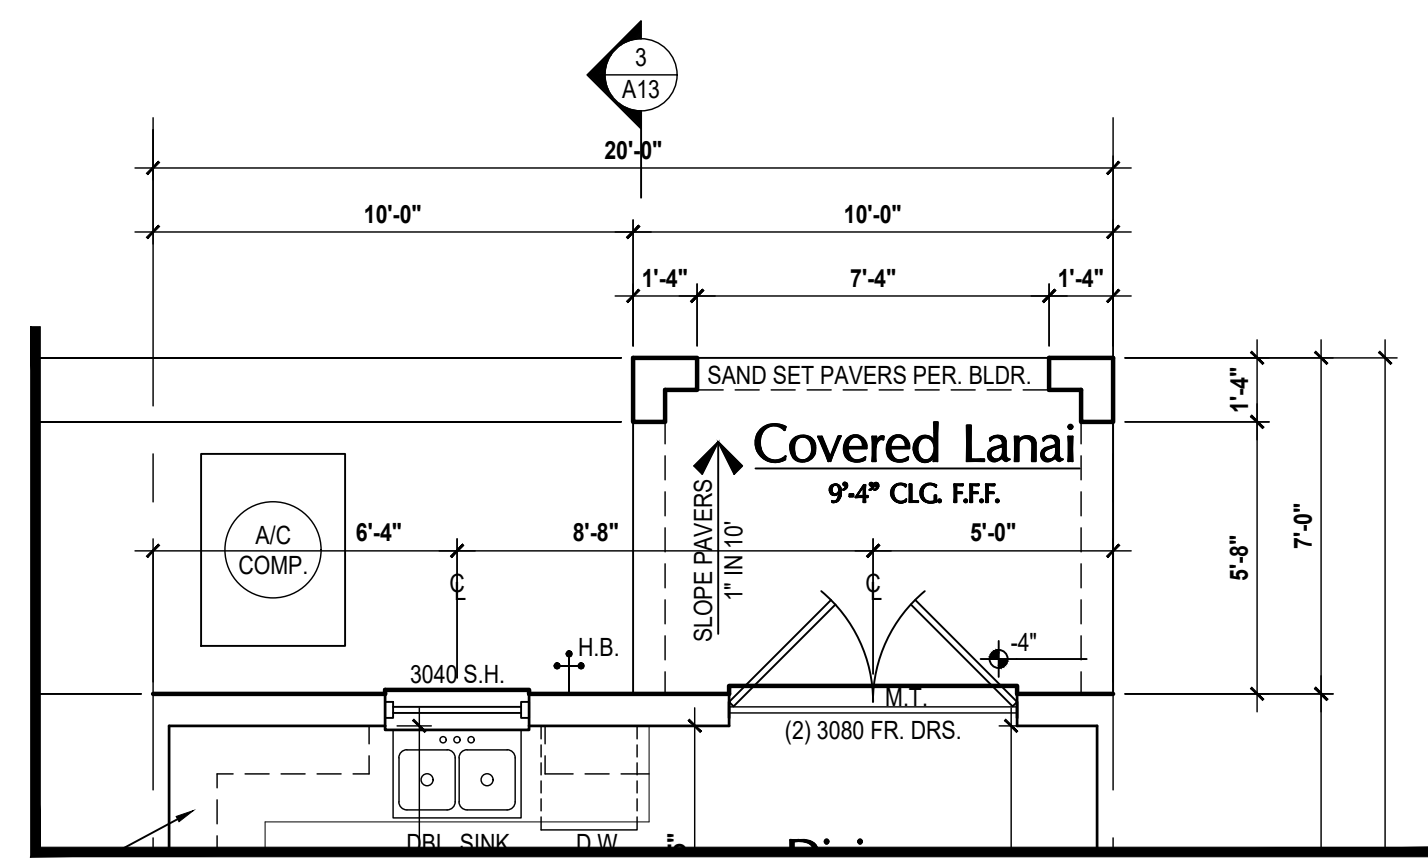 3
A13
20'-0"
10'-0"
10'-0"
1'-4"
7'-4"
1'-4"
SAND SET PAVERS PER. BLDR.
1'-4"
Covered Lanai
9'-4" CLG. F.F.F.
SLOPE PAVERS
1" IN 10'
A/C
COMP.
6'-4"
8'-8"
5'-0"
5'-8"
7'-0"
CL
CL
H.B.
-4"
3040 S.H.
M.T.
(2) 3080 FR. DRS.
DBL. SINK
D.W.